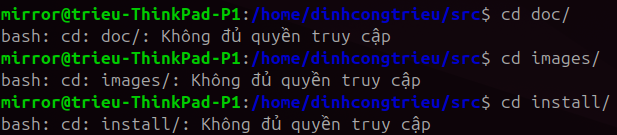 mirror@trieu-ThinkPad-P1:/home/dinhcongtrieu/src$ cd doc/
bash: cd: doc/: Không đủ quyền truy cập
mirror@trieu-ThinkPad-P1:/home/dinhcongtrieu/src$ cd images/
bash: cd: images/: Không đủ quyền truy cập
mirror@trieu-ThinkPad-P1:/home/dinhcongtrieu/src$ cd install/
bash: cd: install/: Không đủ quyền truy cập